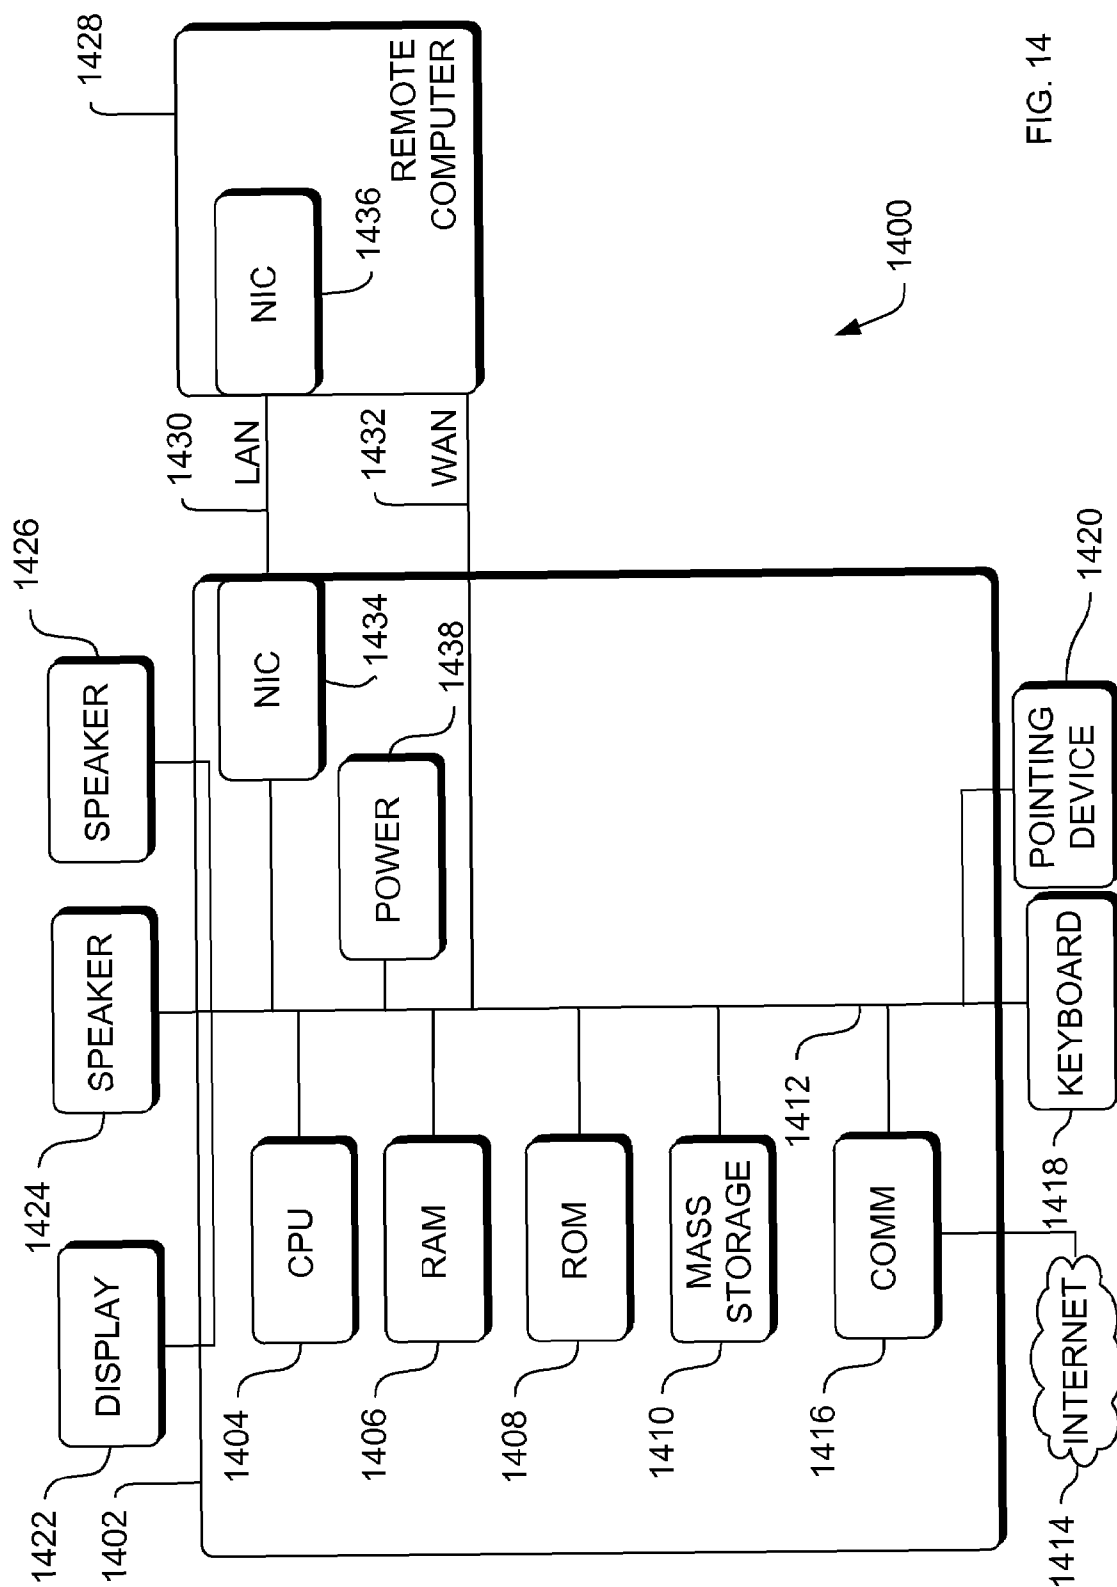 1422
DISPLAY
1424
SPEAKER
SPEAKER
1426
1428
1402
1404
CPU
NIC
1434
1430
LAN
NIC
1436
REMOTE
COMPUTER
1406
RAM
POWER
1438
1432
WAN
1408
ROM
1410
MASS
STORAGE
1412
1416
COMM
1400
1414
INTERNET
1418
KEYBOARD
POINTING
DEVICE
1420
FIG. 14